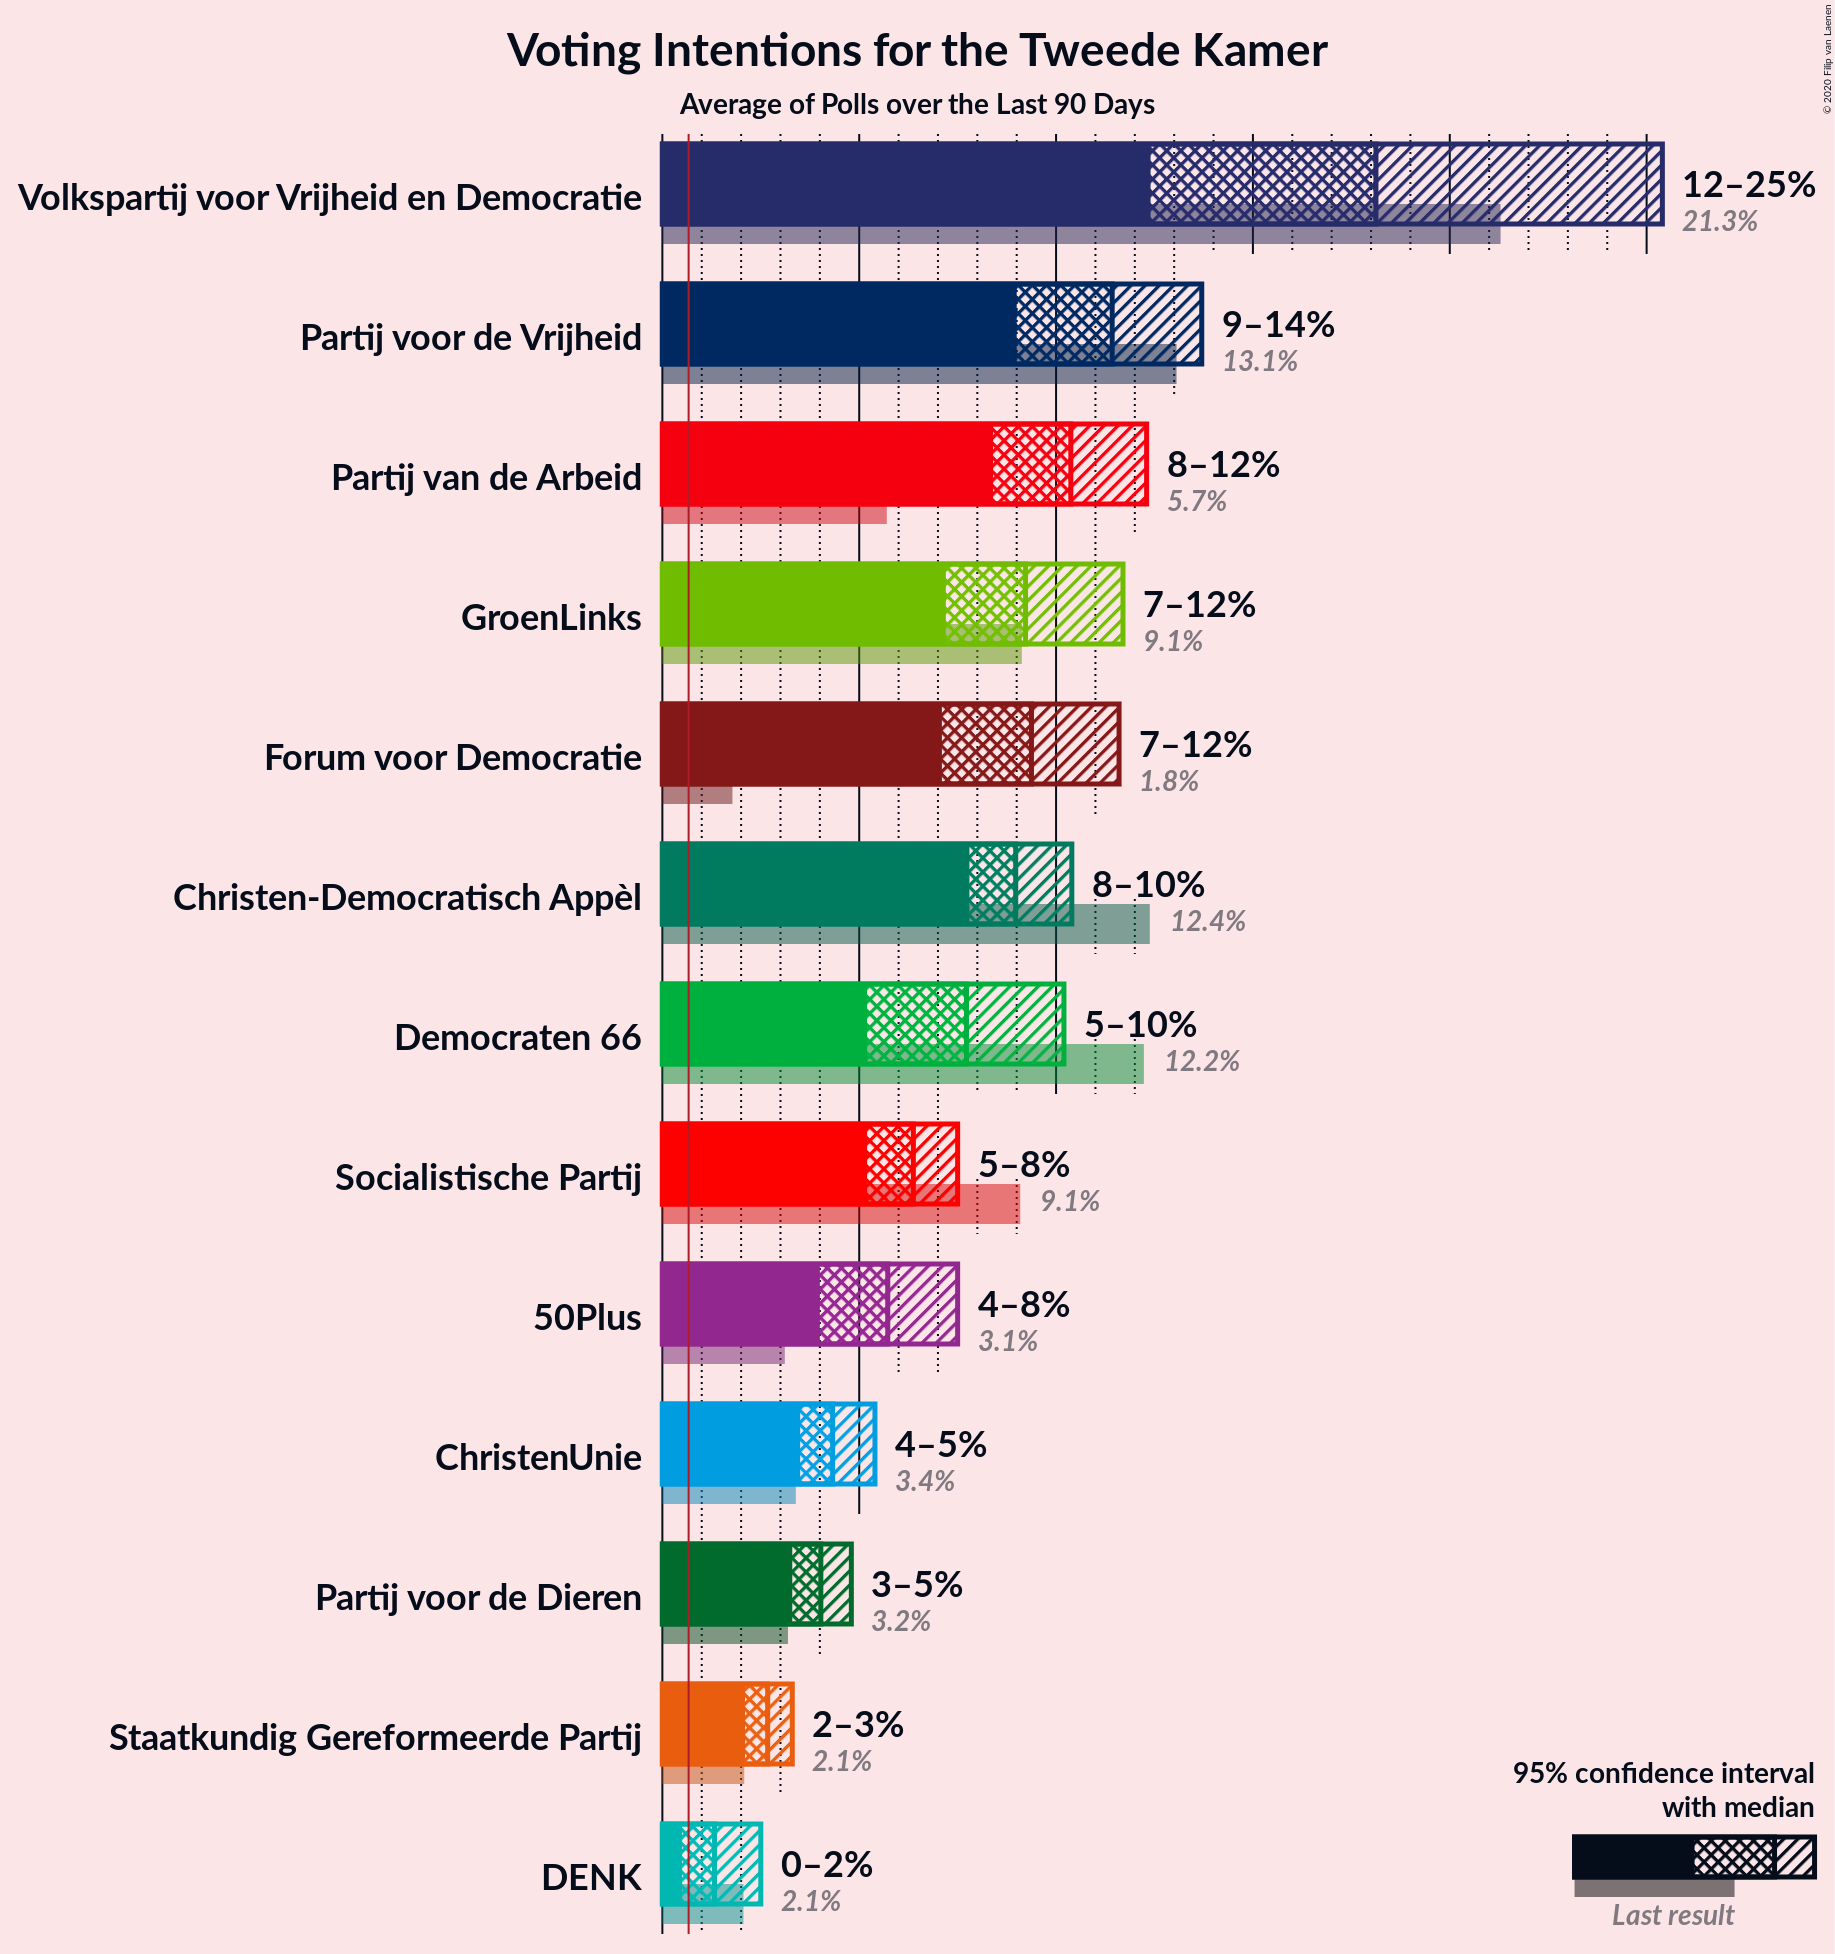 Voting Intentions for the Tweede Kamer
Average of Polls over the Last 90 Days
© 2020 Filip van Laenen
Volkspartij voor Vrijheid en Democratie
12–25%
21.3%
Partij voor de Vrijheid
9–14%
13.1%
Partij van de Arbeid
8–12%
5.7%
GroenLinks
7–12%
9.1%
Forum voor Democratie
7–12%
1.8%
Christen-Democratisch Appèl
8–10%
12.4%
Democraten 66
5–10%
12.2%
Socialistische Partij
5–8%
9.1%
50Plus
4–8%
3.1%
ChristenUnie
4–5%
3.4%
Partij voor de Dieren
3–5%
3.2%
Staatkundig Gereformeerde Partij
2–3%
2.1%
DENK
0–2%
2.1%
95% confidence interval
with median
Last result